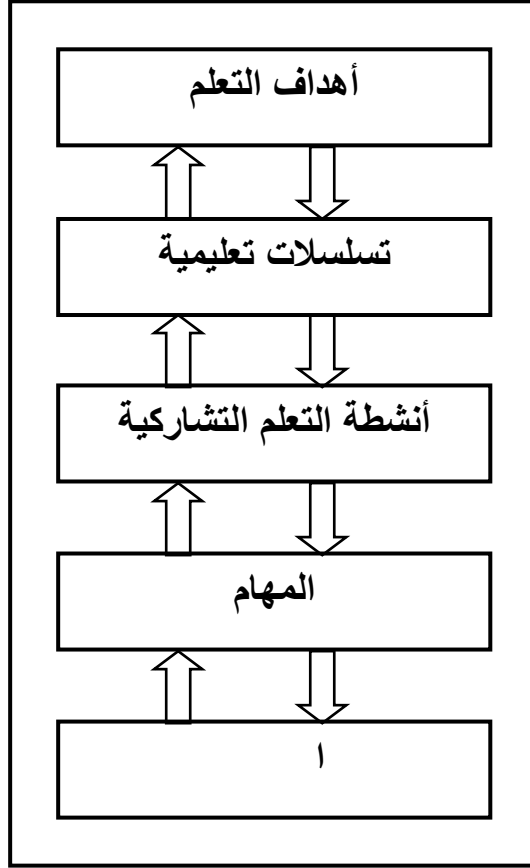 أهداف التعلم
تسلسلات تعليمية
أنشطة التعلم التشاركية
المهام
ا